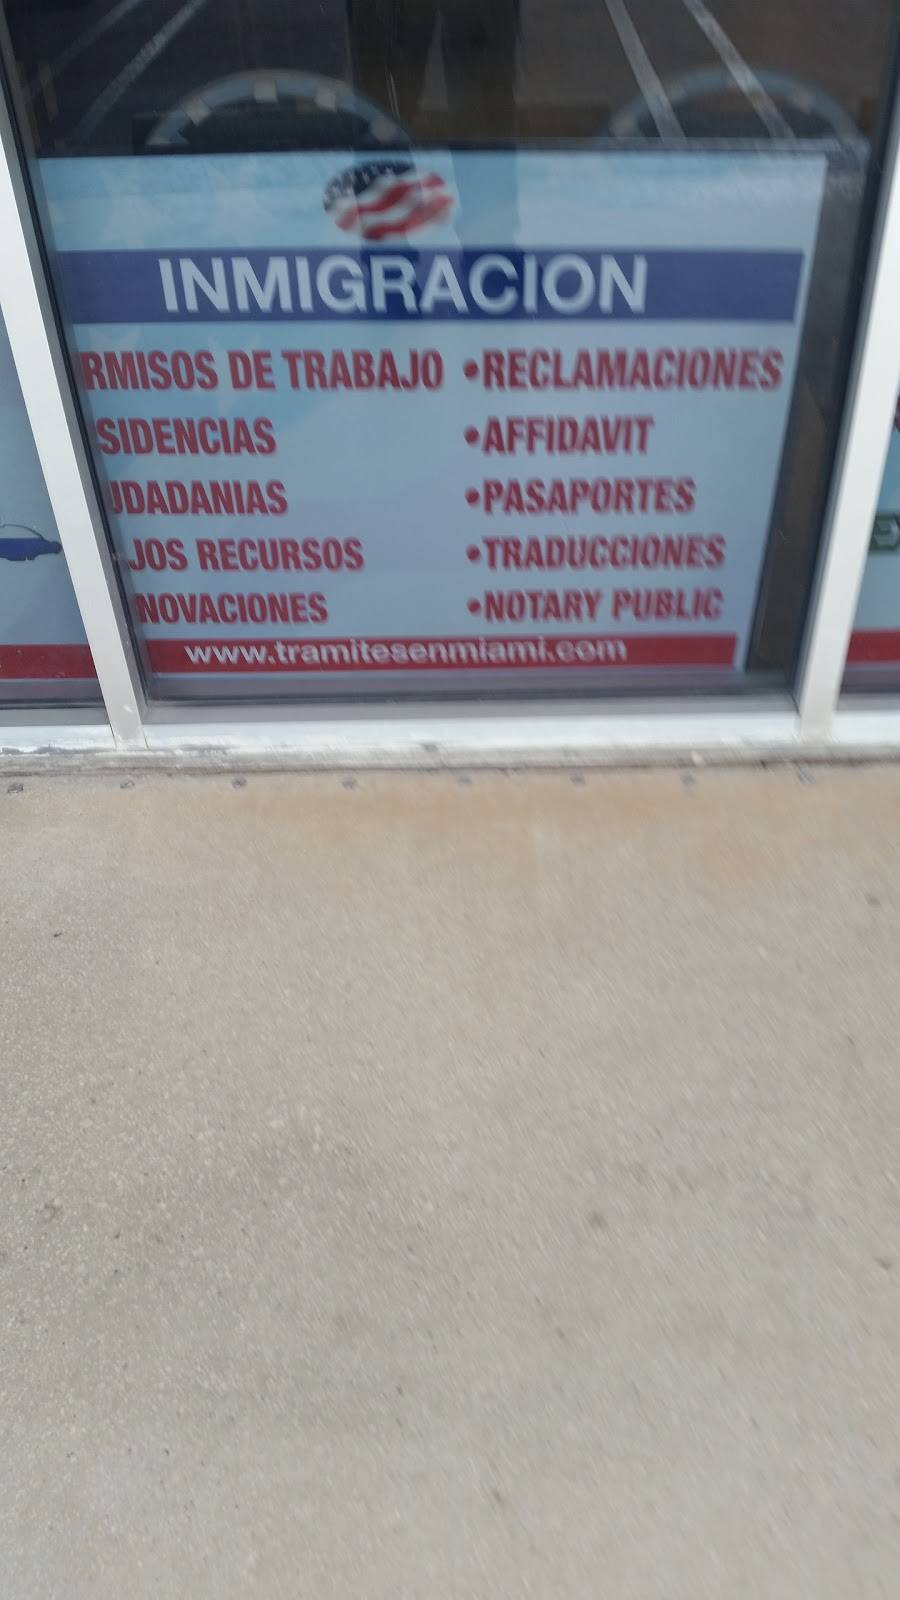 INMIGRACION
RMISOS DE TRABAJO
SIDENCIAS
UDADANIAS
JOS RECURSOS
NOVACIONES
•RECLAMACIONES
•AFFIDAVIT
•PASAPORTES
•TRADUCCIONES
•NOTARY PUBLIC
www.tramitesenmiami.com